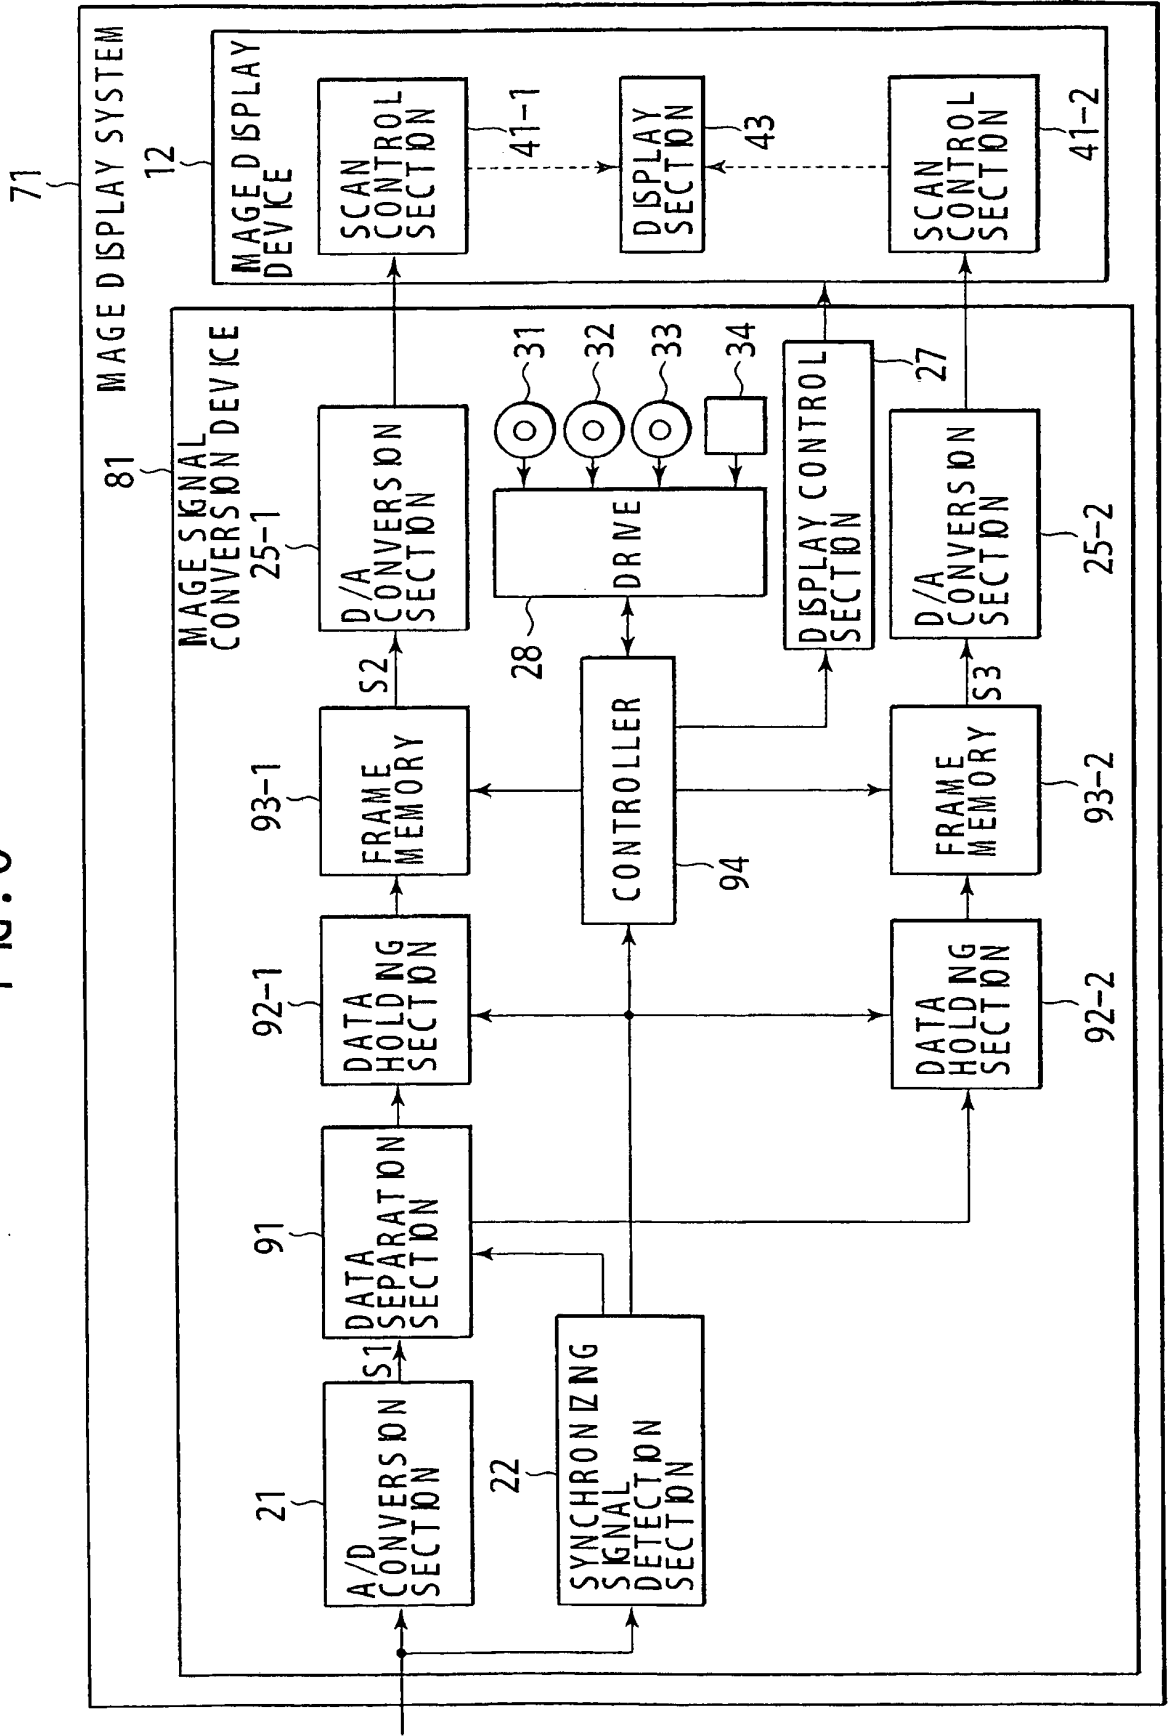 71
IMAGE DISPLAY SYSTEM
81
IMAGE SIGNAL
CONVERSION DEVICE
12
IMAGE DISPLAY
DEVICE
21
A/D
CONVERSION
SECTION
S1
91
DATA
SEPARATION
SECTION
92-1
DATA
HOLDING
SECTION
93-1
FRAME
MEMORY
S2
25-1
D/A
CONVERSION
SECTION
SCAN
CONTROL
SECTION
41-1
22
SYNCHRONIZING
SIGNAL
DETECTION
SECTION
CONTROLLER
94
28
DRIVE
31
32
33
34
DISPLAY
SECTION
43
DISPLAY CONTROL
SECTION
27
DATA
HOLDING
SECTION
92-2
FRAME
MEMORY
93-2
S3
D/A
CONVERSION
SECTION
25-2
SCAN
CONTROL
SECTION
41-2